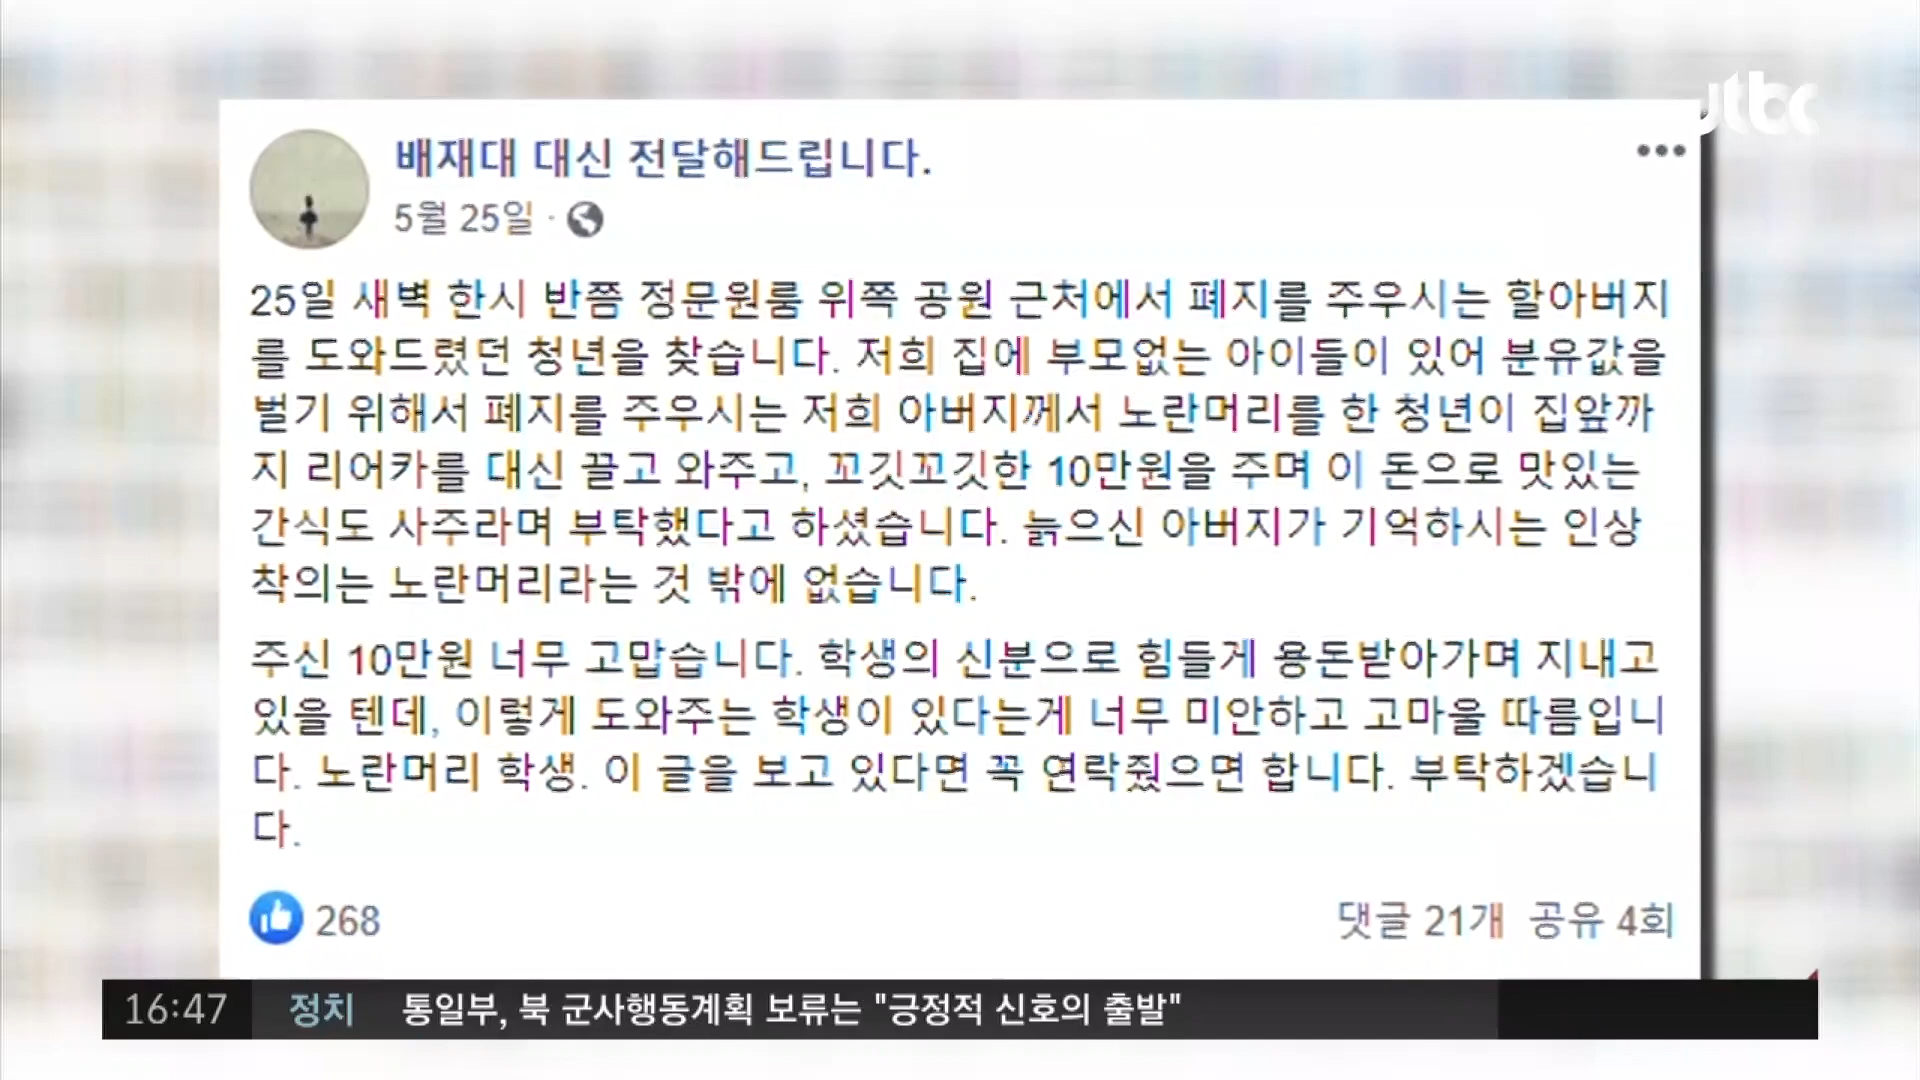 jtbc
배재대 대신 전달해드립니다.
5월 25일 ·
25일 새벽 한시 반쯤 정문원룸 위쪽 공원 근처에서 폐지를 주우시는 할아버지
를 도와드렸던 청년을 찾습니다. 저희 집에 부모없는 아이들이 있어 분유값을
벌기 위해서 폐지를 주우시는 저희 아버지께서 노란머리를 한 청년이 집앞까
지 리어카를 대신 끌고 와주고, 꼬깃꼬깃한 10만원을 주며 이 돈으로 맛있는
간식도 사주라며 부탁했다고 하셨습니다. 늙으신 아버지가 기억하시는 인상
착의는 노란머리라는 것 밖에 없습니다.
주신 10만원 너무 고맙습니다. 학생의 신분으로 힘들게 용돈받아가며 지내고
있을 텐데, 이렇게 도와주는 학생이 있다는게 너무 미안하고 고마울 따름입니
다. 노란머리 학생. 이 글을 보고 있다면 꼭 연락줬으면 합니다. 부탁하겠습니
다.
268
댓글 21개 공유 4회
16:47 정치 통일부, 북 군사행동계획 보류는 "긍정적 신호의 출발"